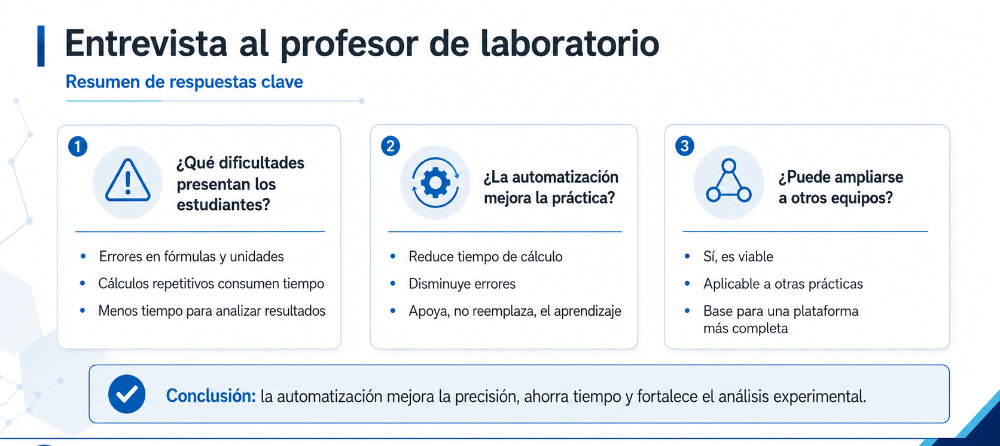 Entrevista al profesor de laboratorio
Resumen de respuestas clave
1
¿Qué dificultades
presentan los
estudiantes?
• Errores en fórmulas y unidades
• Cálculos repetitivos consumen tiempo
• Menos tiempo para analizar resultados
2
¿La automatización
mejora la práctica?
• Reduce tiempo de cálculo
• Disminuye errores
• Apoya, no reemplaza, el aprendizaje
3
¿Puede ampliarse
a otros equipos?
• Sí, es viable
• Aplicable a otras prácticas
• Base para una plataforma
más completa
Conclusión: la automatización mejora la precisión, ahorra tiempo y fortalece el análisis experimental.